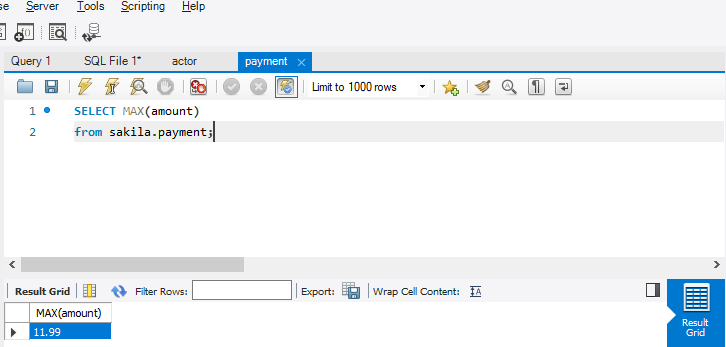 se Server Tools Scripting Help
Query 1 SQL File 1* actor payment
Limit to 1000 rows
1 SELECT MAX(amount)
2 from sakila.payment;
Result Grid Filter Rows: Export: Wrap Cell Content:
MAX(amount)
11.99
Result
Grid